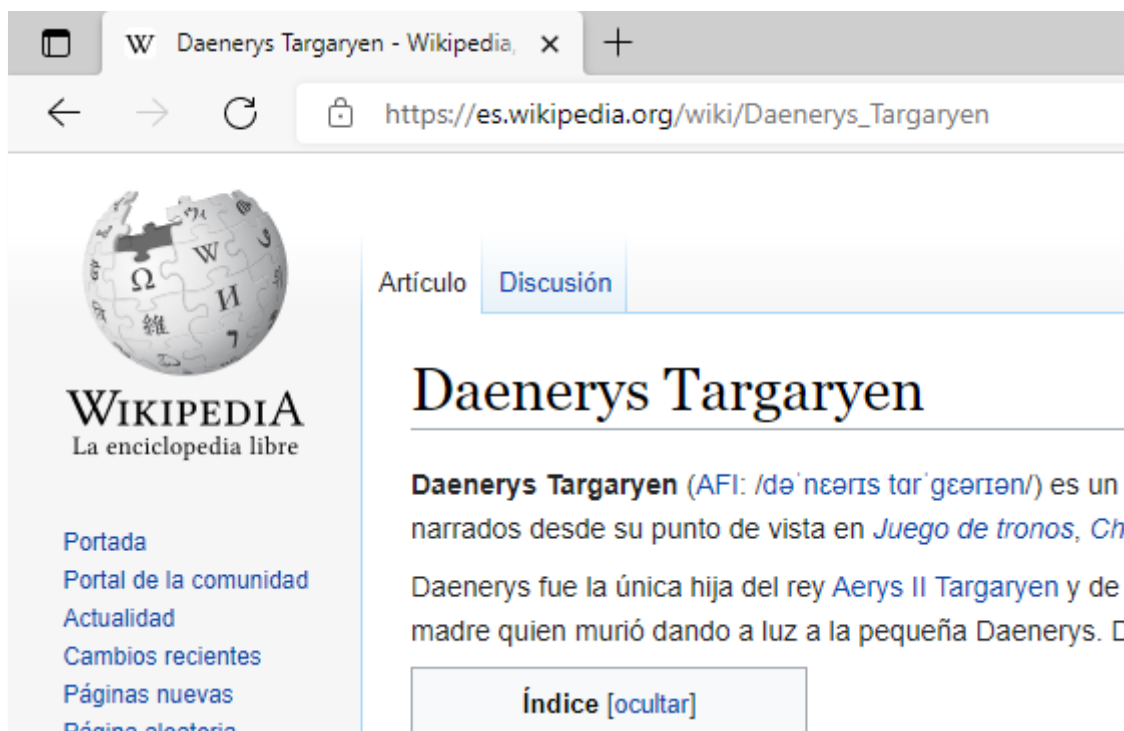 Daenerys Targaryen - Wikipedia,
https://es.wikipedia.org/wiki/Daenerys_Targaryen
WIKIPEDIA
La enciclopedia libre
Portada
Portal de la comunidad
Actualidad
Cambios recientes
Páginas nuevas
Artículo Discusión
Daenerys Targaryen
Daenerys Targaryen (AFI: /dəˈnɛərɪs tɑrˈgɛərɪən/) es un
narrados desde su punto de vista en Juego de tronos, Ch
Daenerys fue la única hija del rey Aerys II Targaryen y de
madre quien murió dando a luz a la pequeña Daenerys. D
Índice [ocultar]